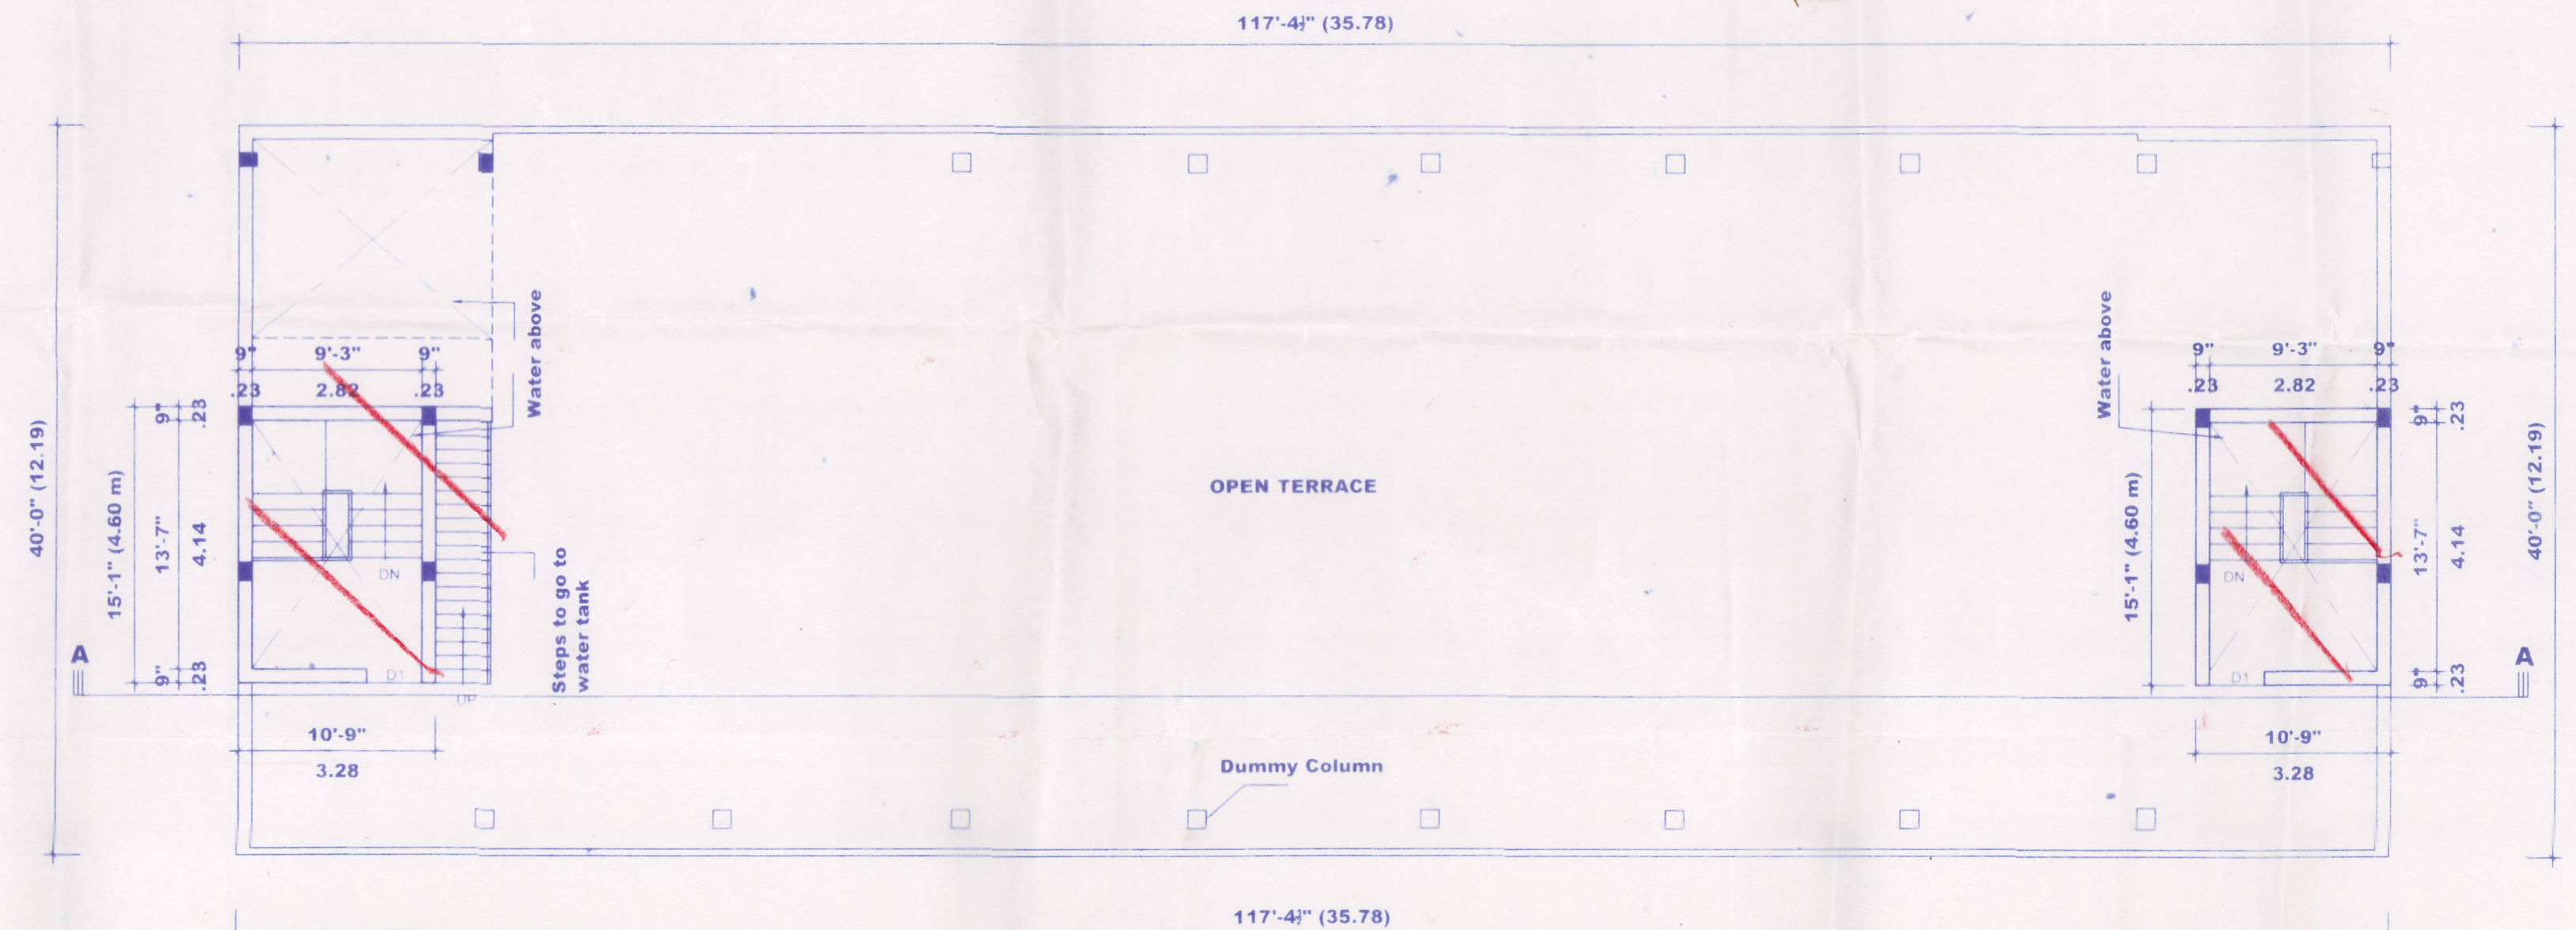 117'-4½" (35.78)
40'-0" (12.19)
Water above
9" 9'-3" 9"
.23 2.82 .23
9" .23
15'-1" (4.60 m)
13'-7" 4.14
9" .23
DN
D1
UP
Steps to go to
water tank
A
10'-9"
3.28
OPEN TERRACE
Dummy Column
Water above
9" 9'-3" 9"
.23 2.82 .23
9" .23
15'-1" (4.60 m)
13'-7" 4.14
9" .23
DN
D1
A
10'-9"
3.28
40'-0" (12.19)
117'-4½" (35.78)